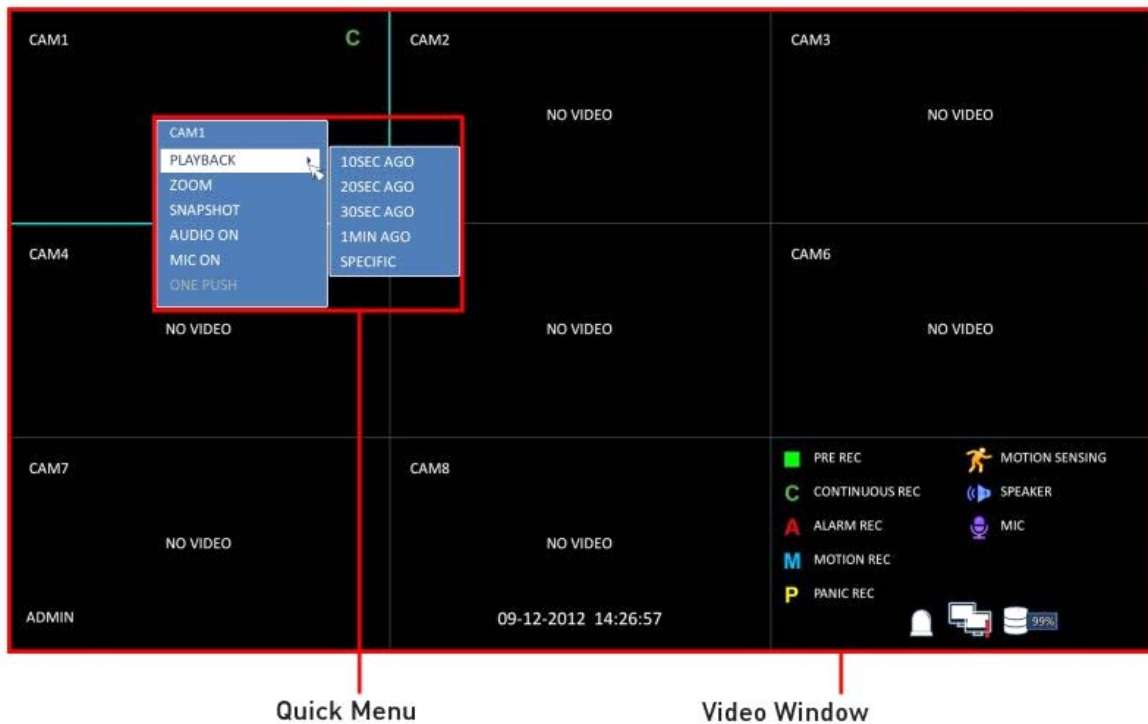 CAM1
C
CAM2
CAM3
NO VIDEO
NO VIDEO
CAM1
PLAYBACK
ZOOM
SNAPSHOT
AUDIO ON
MIC ON
ONE PUSH
10SEC AGO
20SEC AGO
30SEC AGO
1MIN AGO
SPECIFIC
CAM4
CAM6
NO VIDEO
NO VIDEO
NO VIDEO
CAM7
CAM8
NO VIDEO
NO VIDEO
PRE REC
C CONTINUOUS REC
A ALARM REC
M MOTION REC
P PANIC REC
MOTION SENSING
SPEAKER
MIC
ADMIN
09-12-2012 14:26:57
99%
Quick Menu
Video Window